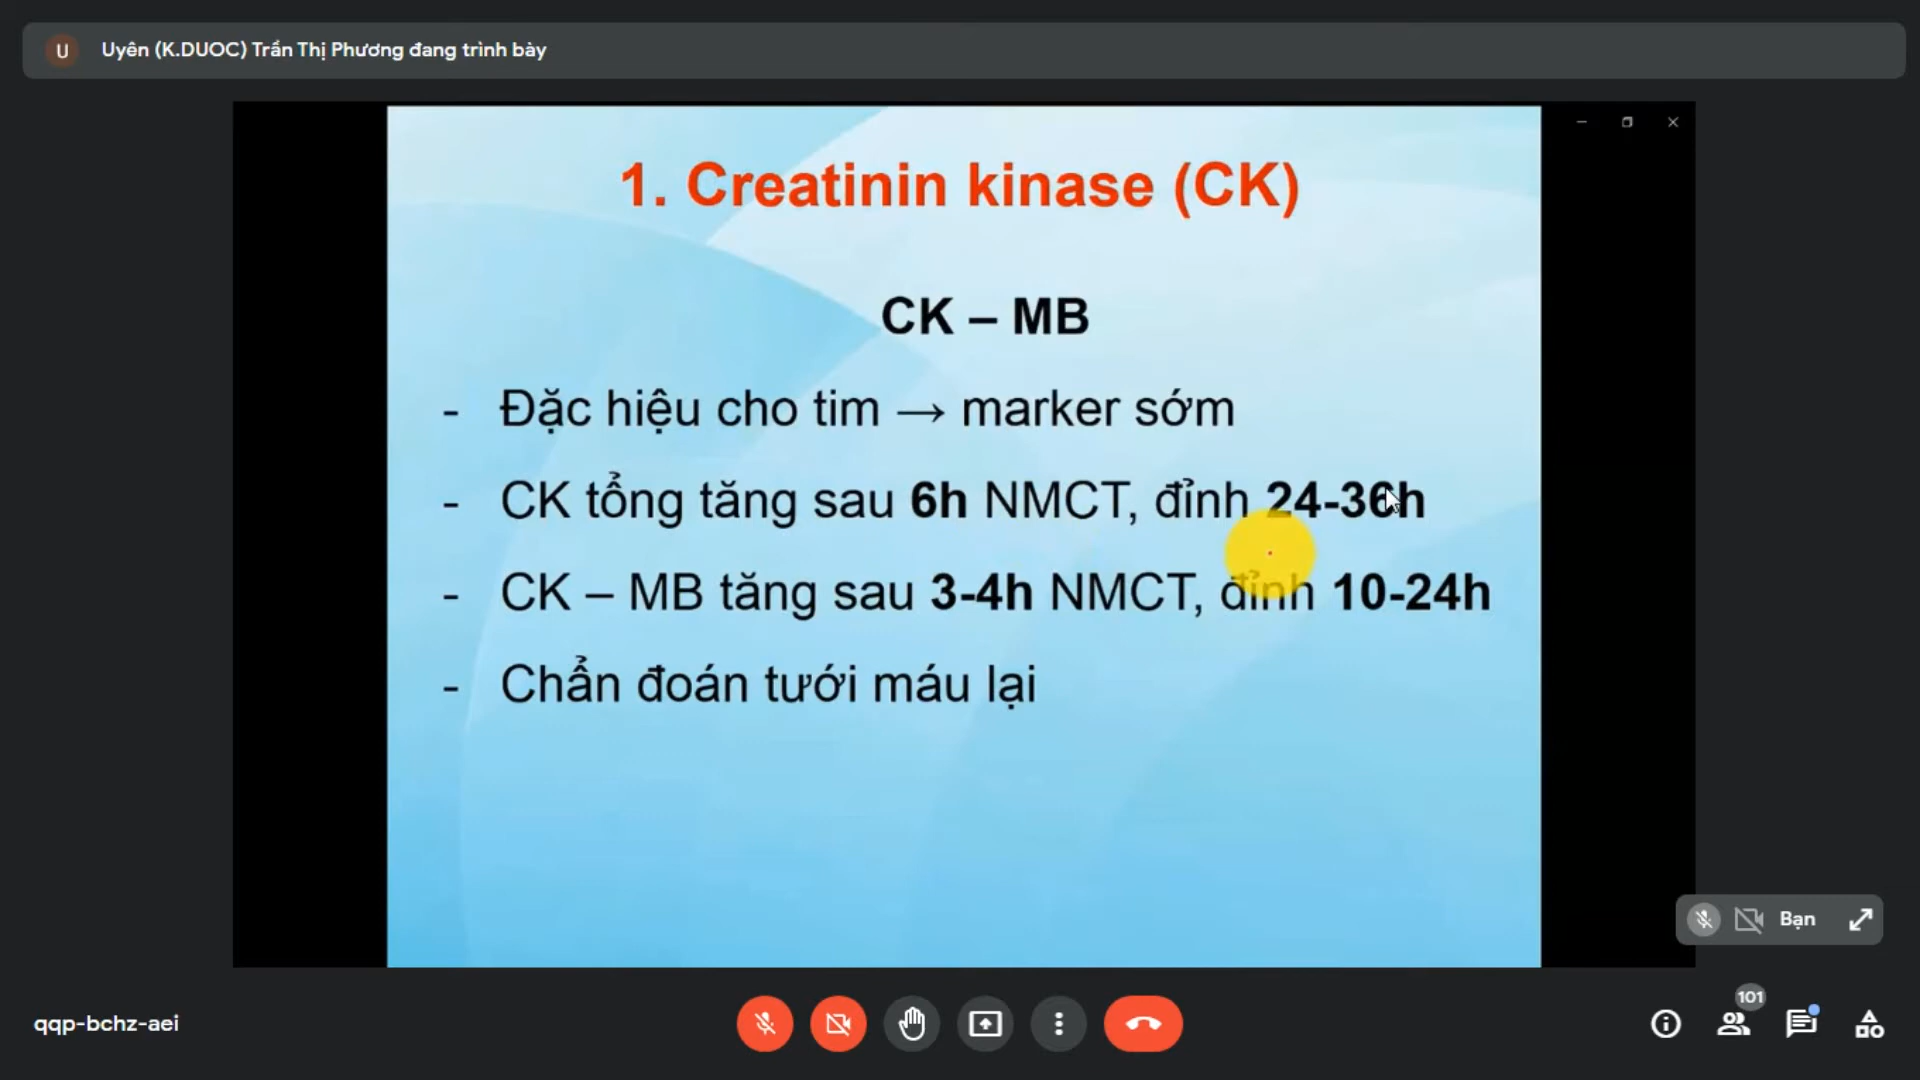 U Uyên (K.DUOC) Trần Thị Phương đang trình bày
1. Creatinin kinase (CK)
CK – MB
- Đặc hiệu cho tim → marker sớm
- CK tổng tăng sau 6h NMCT, đỉnh 24-36h
- CK – MB tăng sau 3-4h NMCT, đỉnh 10-24h
- Chẩn đoán tưới máu lại
Bạn
101
qqp-bchz-aei